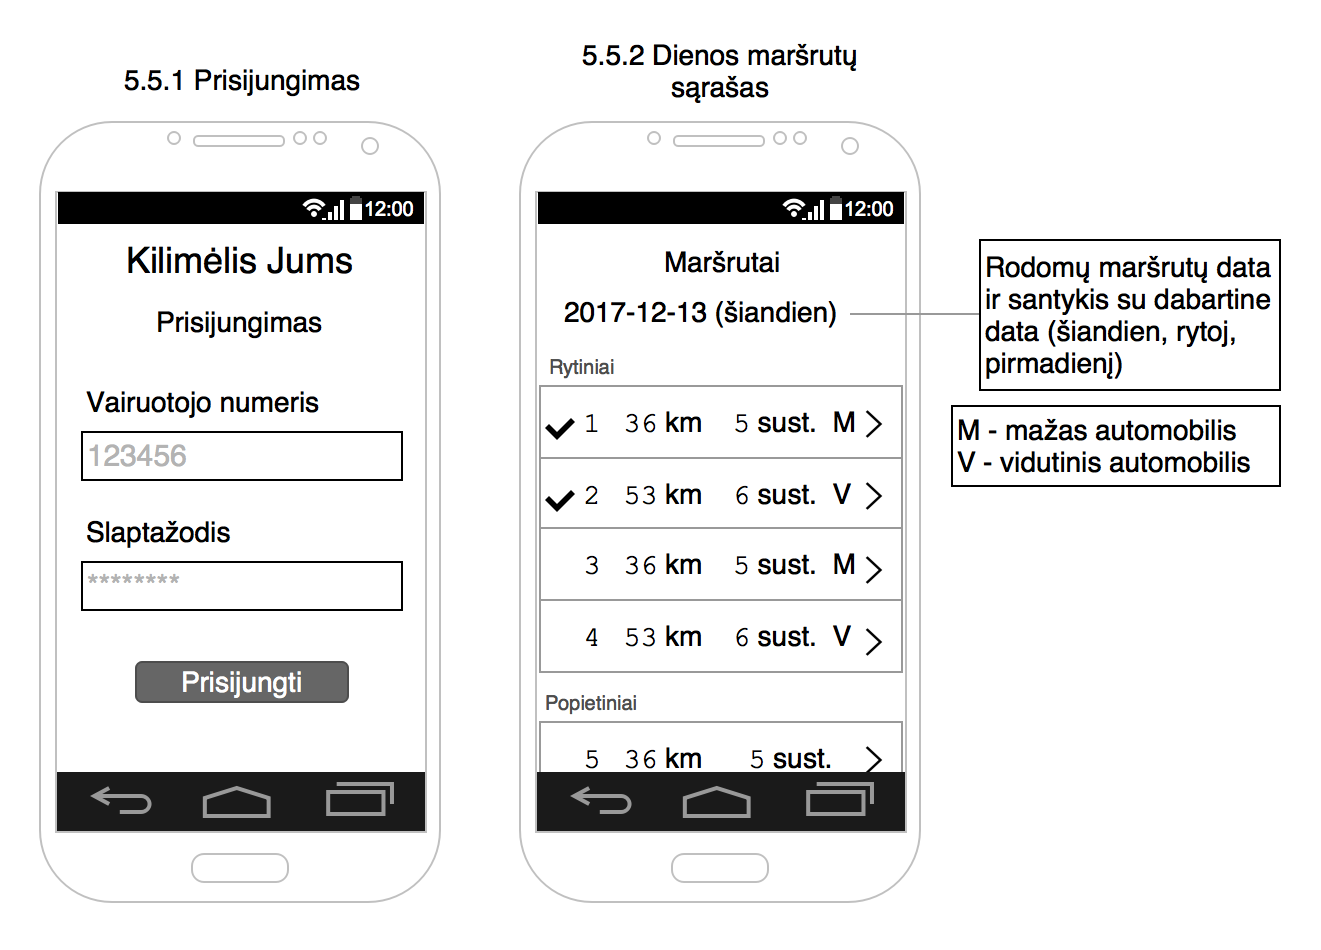 5.5.1 Prisijungimas
12:00
Kilimėlis Jums
Prisijungimas
Vairuotojo numeris
123456
Slaptažodis
********
Prisijungti
5.5.2 Dienos maršrutų
sąrašas
12:00
Maršrutai
2017-12-13 (šiandien)
Rytiniai
1 36 km 5 sust. M
2 53 km 6 sust. V
3 36 km 5 sust. M
4 53 km 6 sust. V
Popietiniai
5 36 km 5 sust.
Rodomų maršrutų data
ir santykis su dabartine
data (šiandien, rytoj,
pirmadienį)
M - mažas automobilis
V - vidutinis automobilis